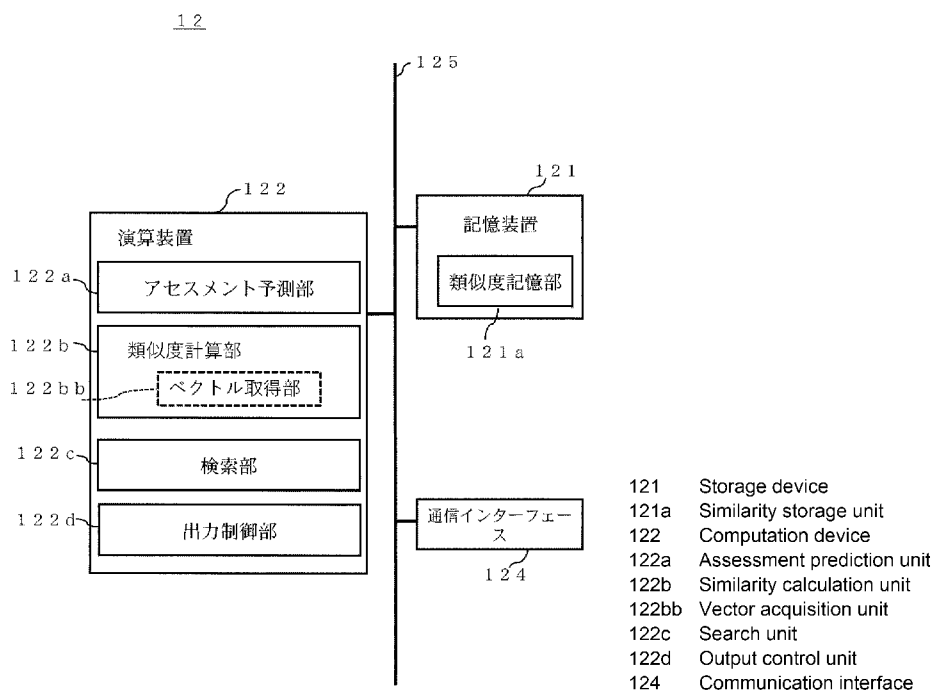 １２
１２５
１２２
演算装置
１２２ａ
アセスメント予測部
１２２ｂ
類似度計算部
１２２ｂｂ
ベクトル取得部
１２２ｃ
検索部
１２２ｄ
出力制御部
１２１
記憶装置
類似度記憶部
１２１ａ
通信インターフェー
ス
１２４
121 Storage device
121a Similarity storage unit
122 Computation device
122a Assessment prediction unit
122b Similarity calculation unit
122bb Vector acquisition unit
122c Search unit
122d Output control unit
124 Communication interface